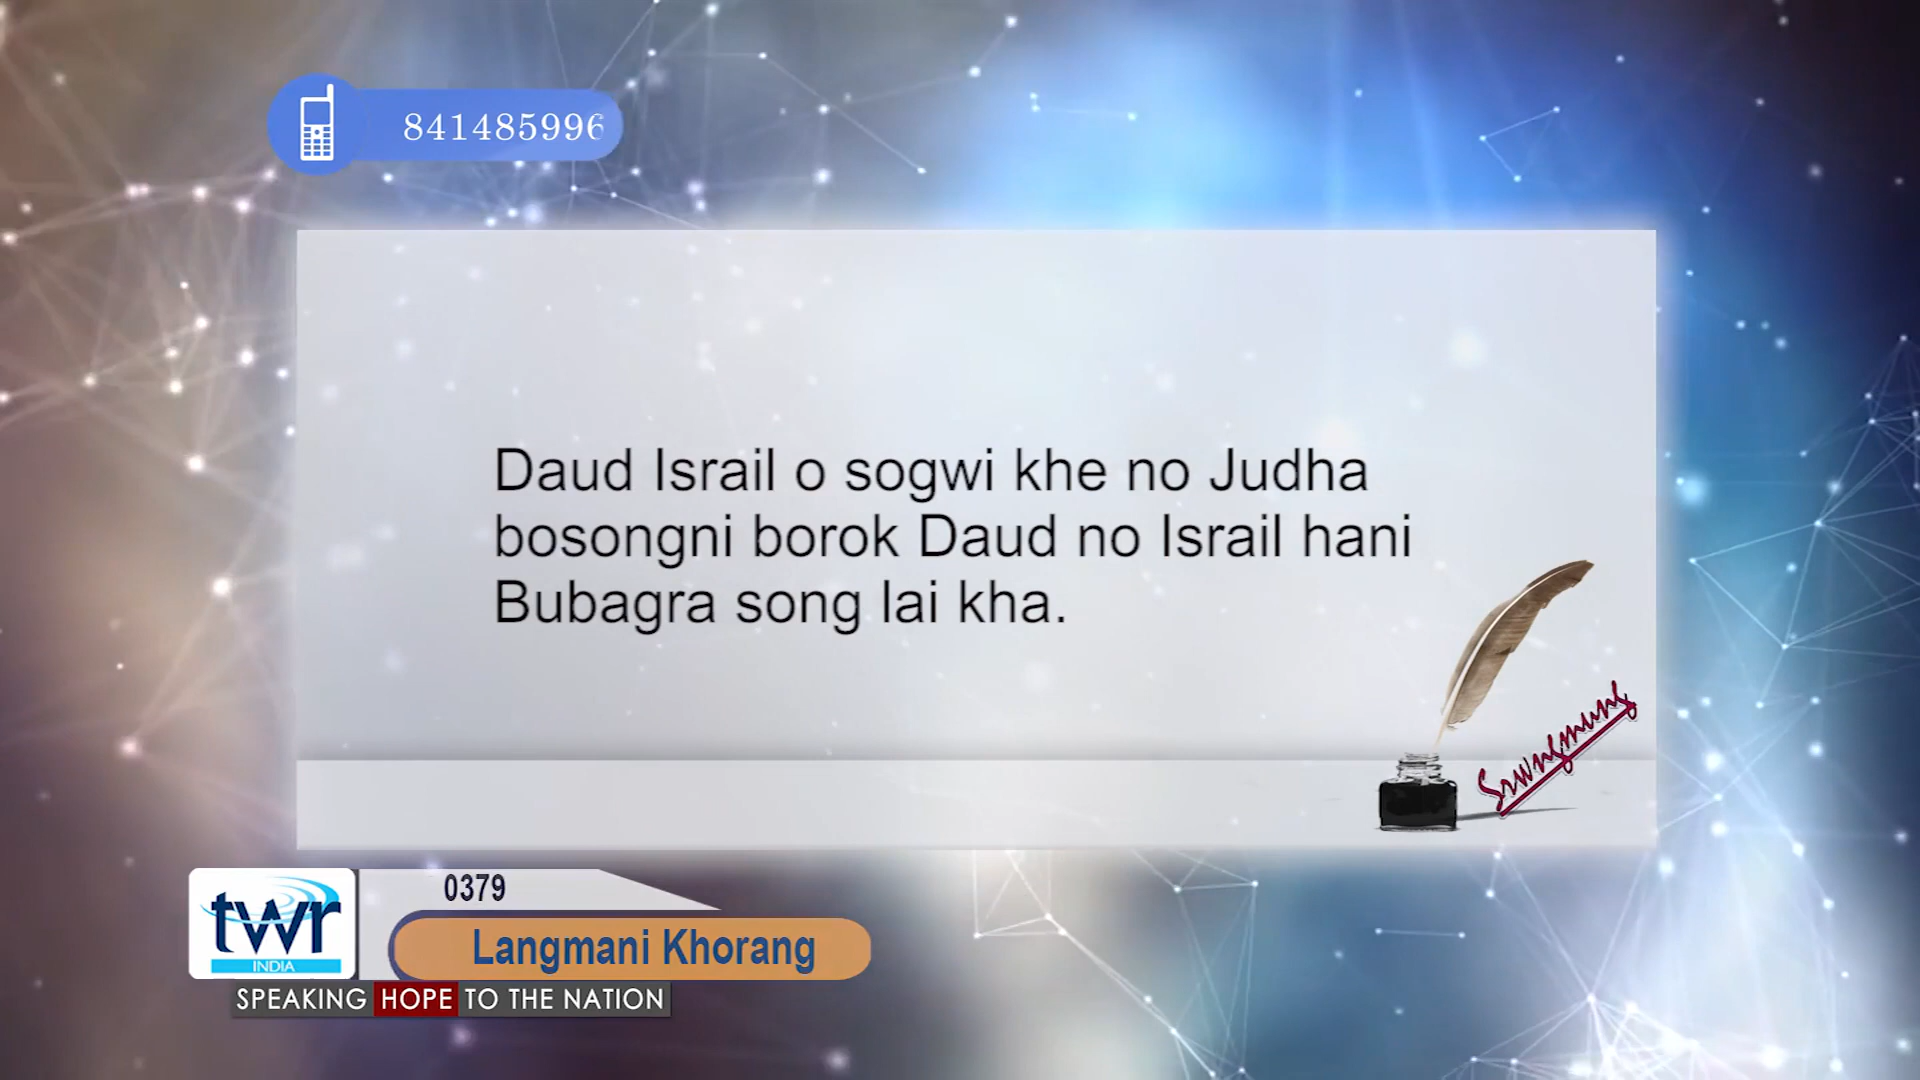 841485996
Daud Israil o sogwi khe no Judha
bosongni borok Daud no Israil hani
Bubagra song lai kha.
Srwngmung
0379
twr
INDIA
Langmani Khorang
SPEAKING HOPE TO THE NATION